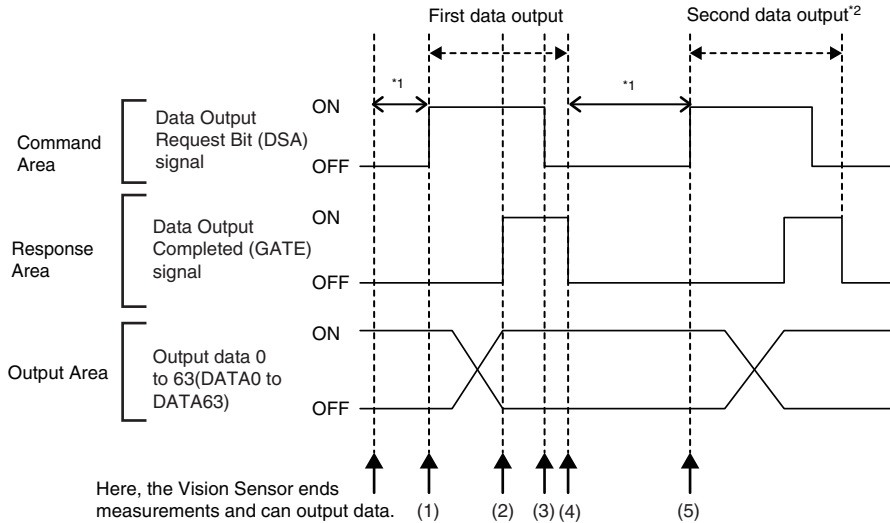 First data output
Second data output*2
*1
*1
Command
Area
Data Output
Request Bit (DSA)
signal
ON
OFF
Response
Area
Data Output
Completed (GATE)
signal
ON
OFF
Output Area
Output data 0
to 63(DATA0 to
DATA63)
ON
OFF
Here, the Vision Sensor ends
measurements and can output data.
(1)
(2)
(3)
(4)
(5)